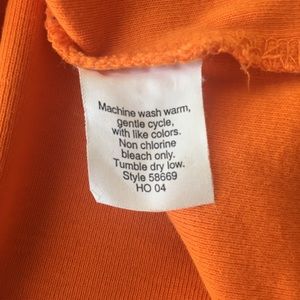 Machine wash warm,
gentle cycle,
with like colors.
Non chlorine
bleach only.
Tumble dry low.
Style 58669
HO 04